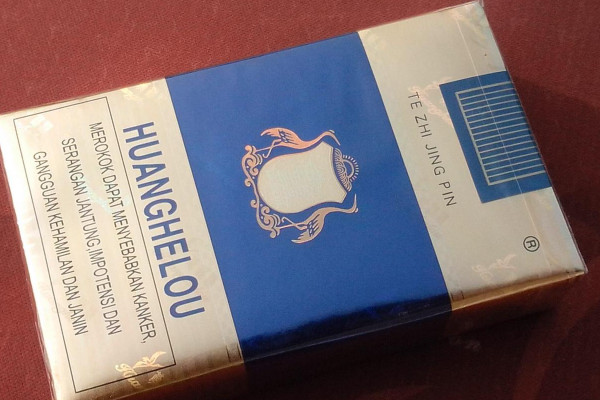 HUANGHELOU
MEROKOK DAPAT MENYEBABKAN KANKER,
SERANGAN JANTUNG, IMPOTENSI DAN
GANGGUAN KEHAMILAN DAN JANIN
TE ZHI JING PIN
®